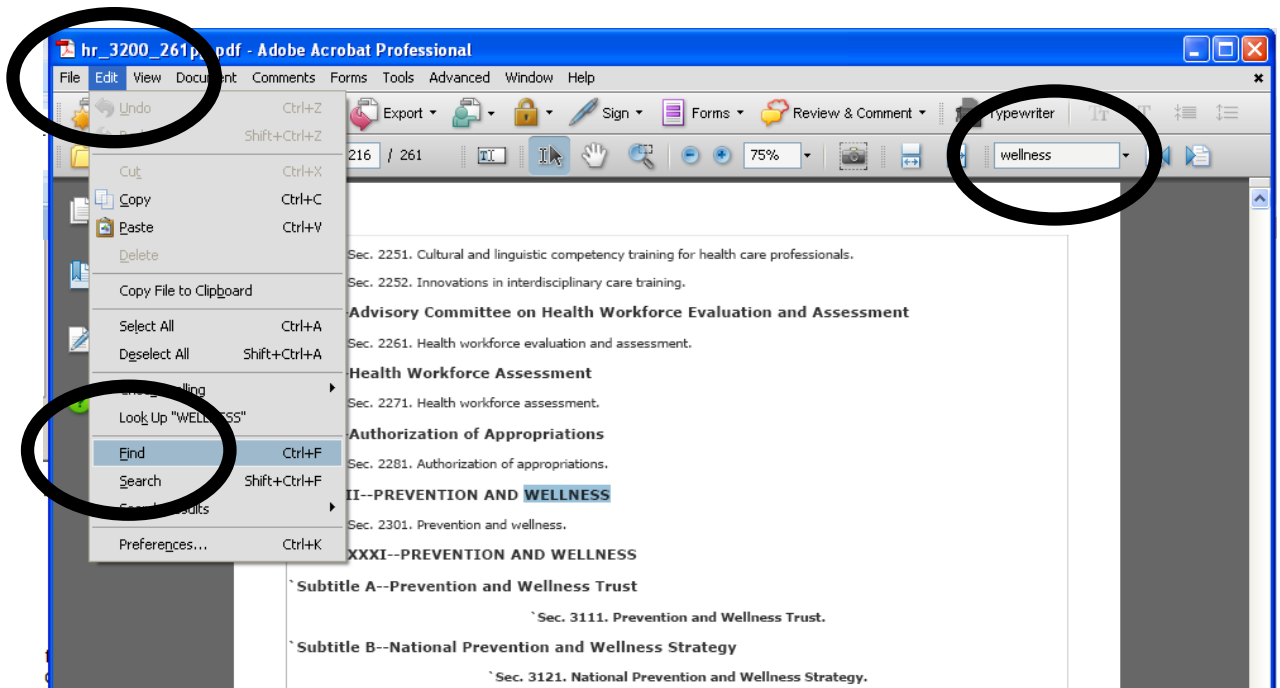 hr_3200_261pp.pdf - Adobe Acrobat Professional
File Edit View Document Comments Forms Tools Advanced Window Help
Export Sign Forms Review & Comment Typewriter
216 / 261 75% wellness
Undo Ctrl+Z
Shift+Ctrl+Z
Cut Ctrl+X
Copy Ctrl+C
Paste Ctrl+V
Delete
Copy File to Clipboard
Select All Ctrl+A
Deselect All Shift+Ctrl+A
Look Up "WELLNESS"
Find Ctrl+F
Search Shift+Ctrl+F
Search Results
Preferences... Ctrl+K
Sec. 2251. Cultural and linguistic competency training for health care professionals.
Sec. 2252. Innovations in interdisciplinary care training.
-Advisory Committee on Health Workforce Evaluation and Assessment
Sec. 2261. Health workforce evaluation and assessment.
-Health Workforce Assessment
Sec. 2271. Health workforce assessment.
-Authorization of Appropriations
Sec. 2281. Authorization of appropriations.
II--PREVENTION AND WELLNESS
Sec. 2301. Prevention and wellness.
XXXI--PREVENTION AND WELLNESS
`Subtitle A--Prevention and Wellness Trust
`Sec. 3111. Prevention and Wellness Trust.
`Subtitle B--National Prevention and Wellness Strategy
`Sec. 3121. National Prevention and Wellness Strategy.